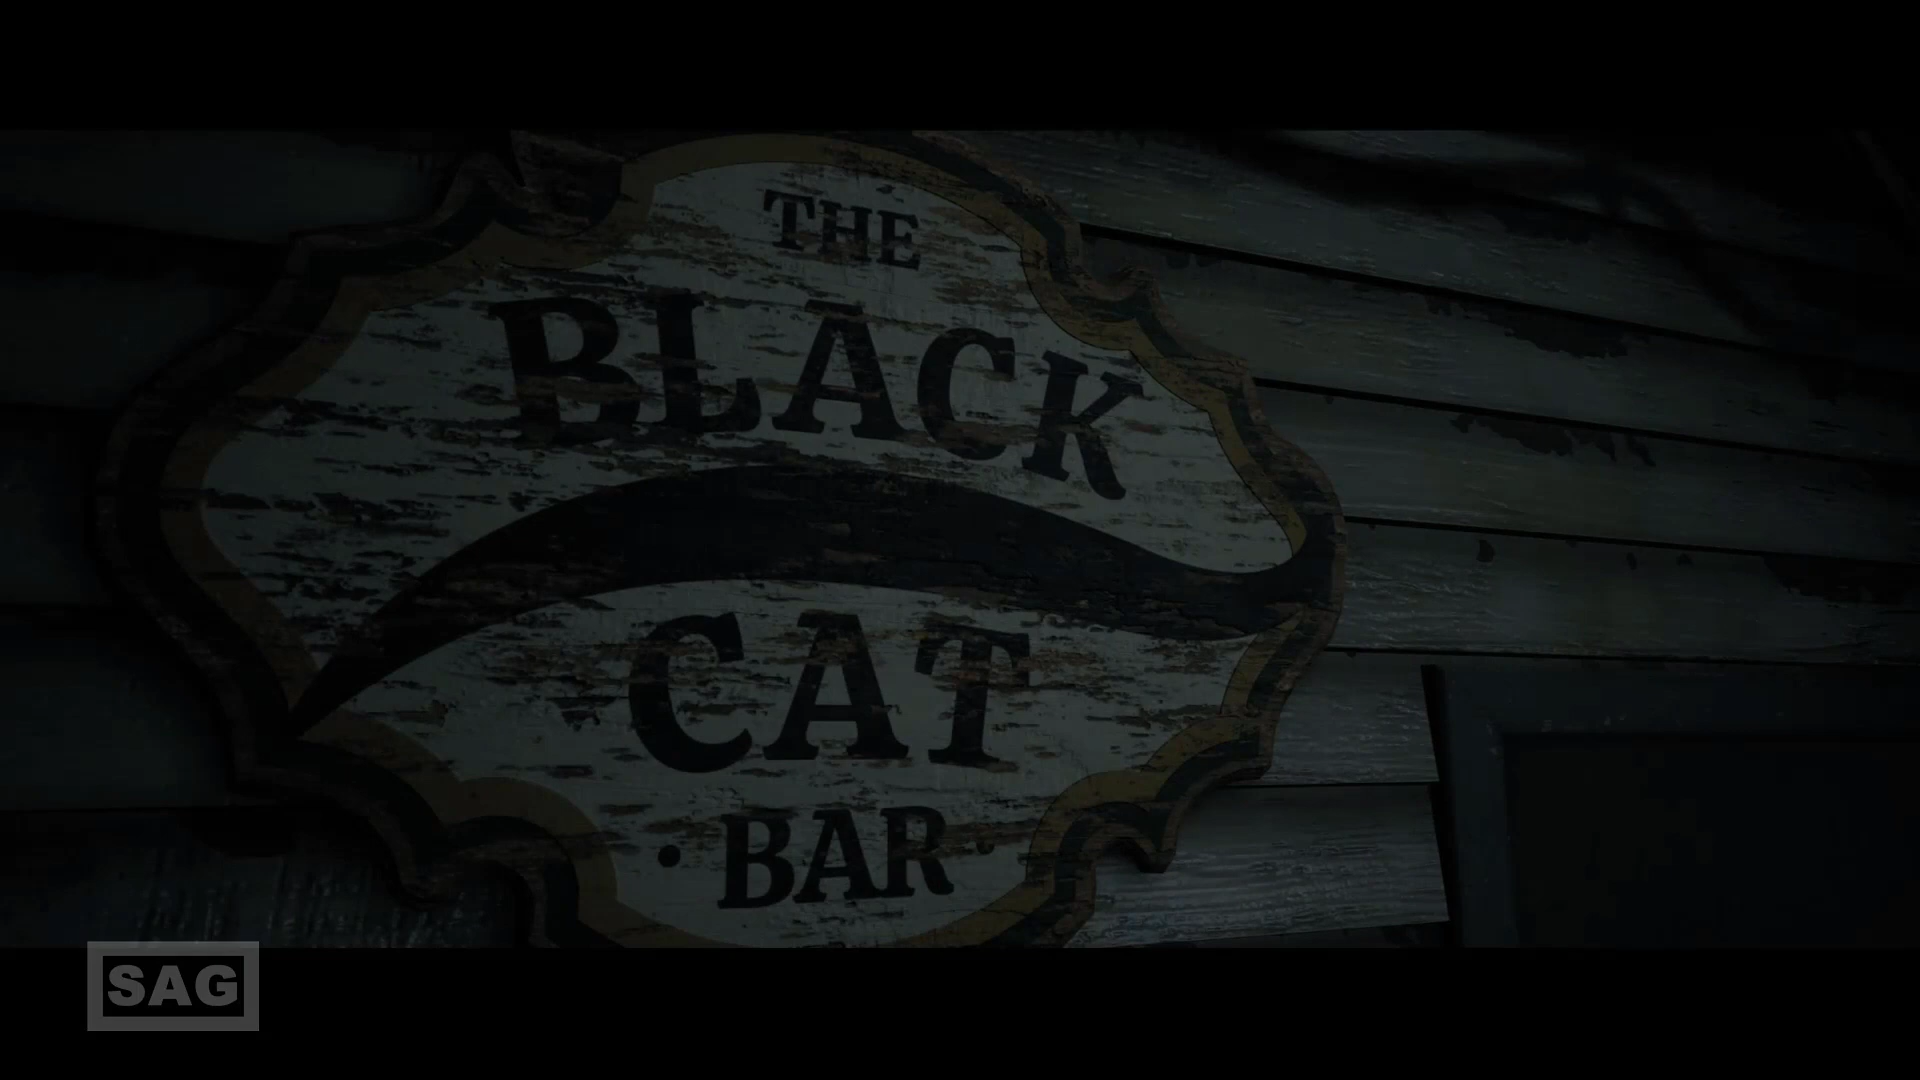 THE
BLACK
CAT
• BAR •
SAG